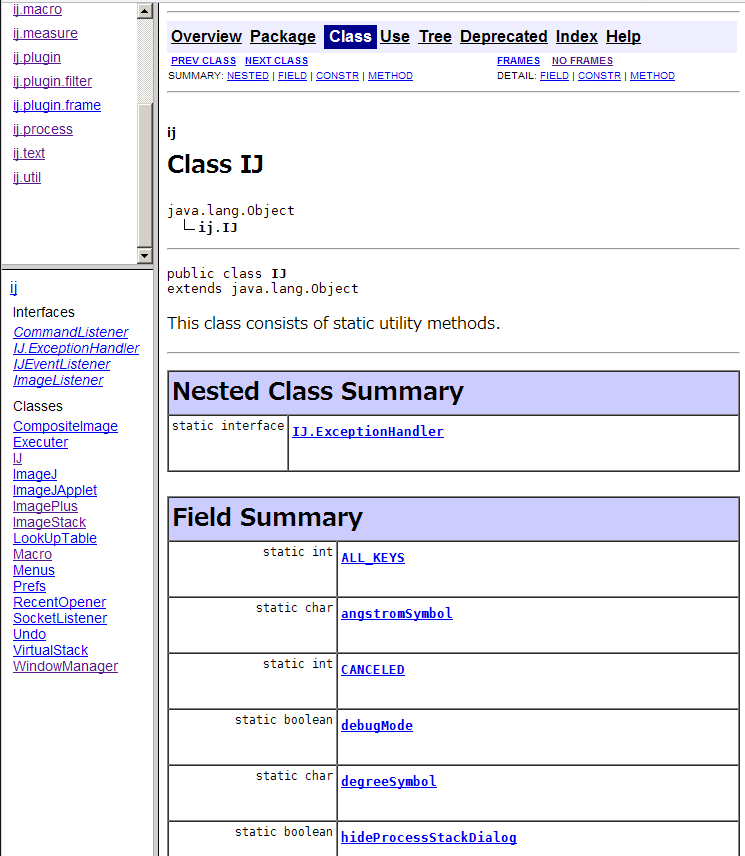 ij.macro
ij.measure
ij.plugin
ij.plugin.filter
ij.plugin.frame
ij.process
ij.text
ij.util
ij
Interfaces
CommandListener
IJ.ExceptionHandler
IJEventListener
ImageListener
Classes
CompositeImage
Executer
IJ
ImageJ
ImageJApplet
ImagePlus
ImageStack
LookUpTable
Macro
Menus
Prefs
RecentOpener
SocketListener
Undo
VirtualStack
WindowManager
Overview Package Class Use Tree Deprecated Index Help
PREV CLASS NEXT CLASS FRAMES NO FRAMES
SUMMARY: NESTED | FIELD | CONSTR | METHOD DETAIL: FIELD | CONSTR | METHOD
ij
Class IJ
java.lang.Object
ij.IJ
public class IJ
extends java.lang.Object
This class consists of static utility methods.
Nested Class Summary
static interface IJ.ExceptionHandler
Field Summary
static int ALL_KEYS
static char angstromSymbol
static int CANCELED
static boolean debugMode
static char degreeSymbol
static boolean hideProcessStackDialog